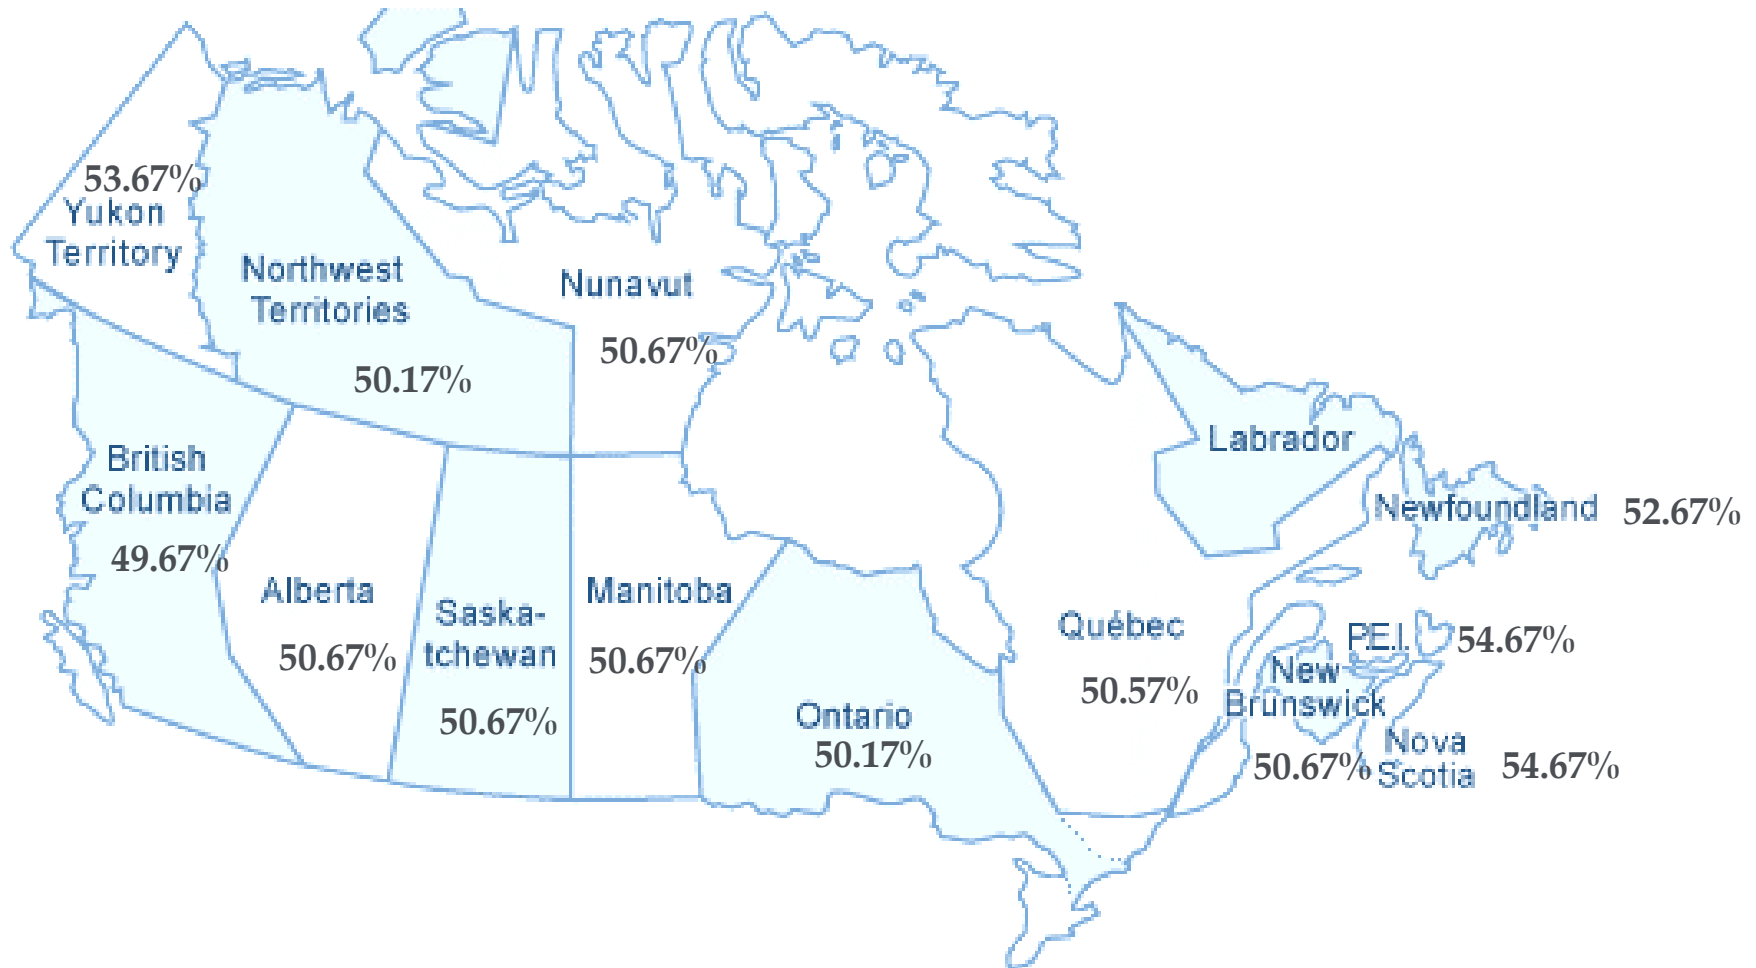 53.67%
Yukon
Territory
Northwest
Territories
50.17%
Nunavut
50.67%
British
Columbia
49.67%
Alberta
50.67%
Saska-
tchewan
50.67%
Manitoba
50.67%
Ontario
50.17%
Québec
50.57%
Labrador
Newfoundland 52.67%
P.E.I. 54.67%
New
Brunswick
50.67%
Nova
Scotia 54.67%